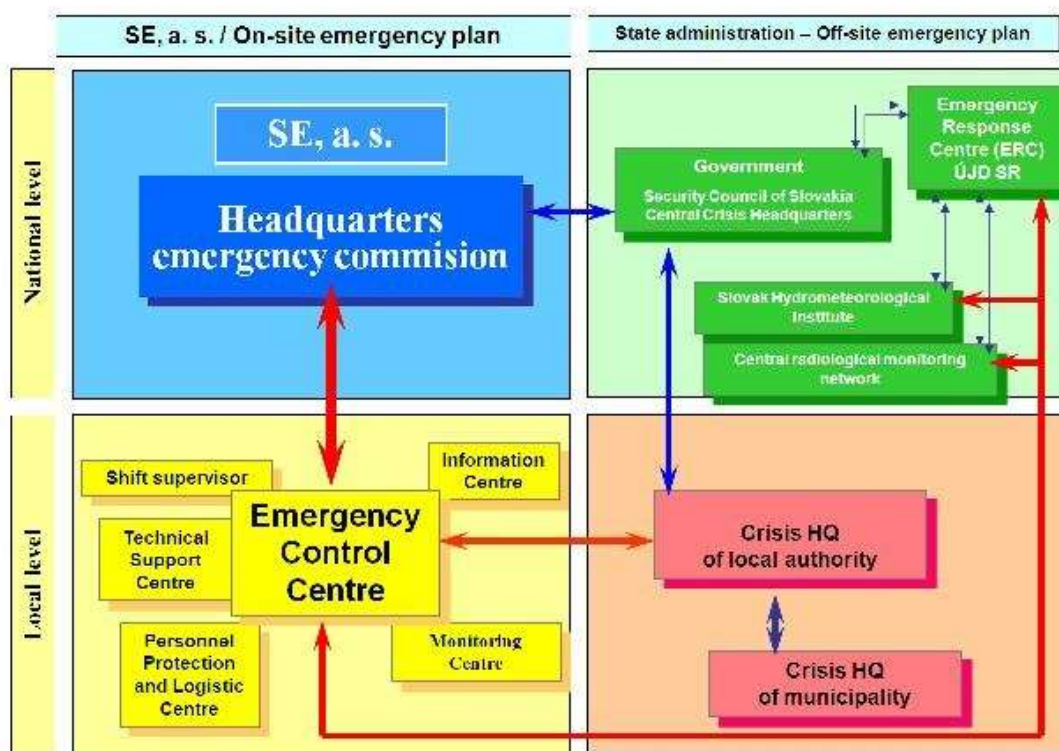 SE, a. s. / On-site emergency plan
State administration – Off-site emergency plan
National level
SE, a. s.
Headquarters
emergency commision
Government
Security Council of Slovakia
Central Crisis Headquarters
Emergency
Response
Centre (ERC)
ÚJD SR
Slovak Hydrometeorological
Institute
Central radiological monitoring
network
Local level
Shift supervisor
Information
Centre
Technical
Support
Centre
Emergency
Control
Centre
Personnel
Protection
and Logistic
Centre
Monitoring
Centre
Crisis HQ
of local authority
Crisis HQ
of municipality